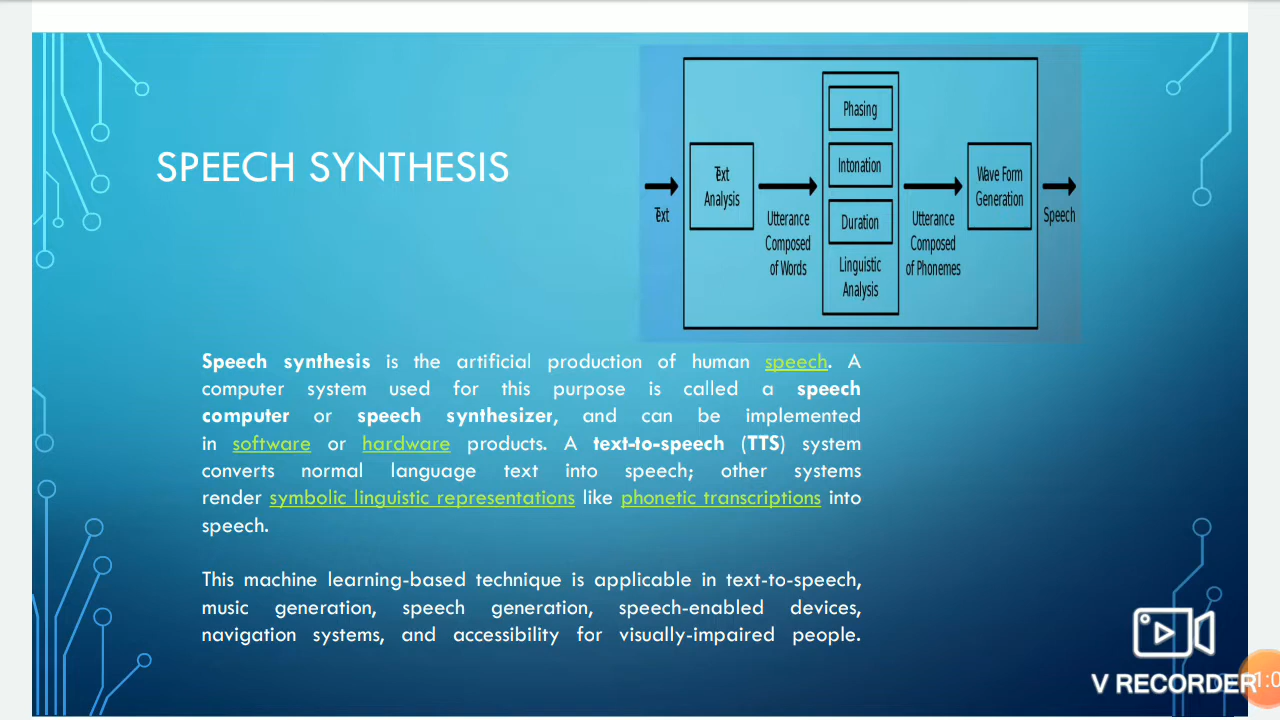 SPEECH SYNTHESIS
Text
Text
Analysis
Utterance
Composed
of Words
Phasing
Intonation
Duration
Linguistic
Analysis
Utterance
Composed
of Phonemes
Wave Form
Generation
Speech
Speech synthesis is the artificial production of human speech. A
computer system used for this purpose is called a speech
computer or speech synthesizer, and can be implemented
in software or hardware products. A text-to-speech (TTS) system
converts normal language text into speech; other systems
render symbolic linguistic representations like phonetic transcriptions into
speech.
This machine learning-based technique is applicable in text-to-speech,
music generation, speech generation, speech-enabled devices,
navigation systems, and accessibility for visually-impaired people.
V RECORDER